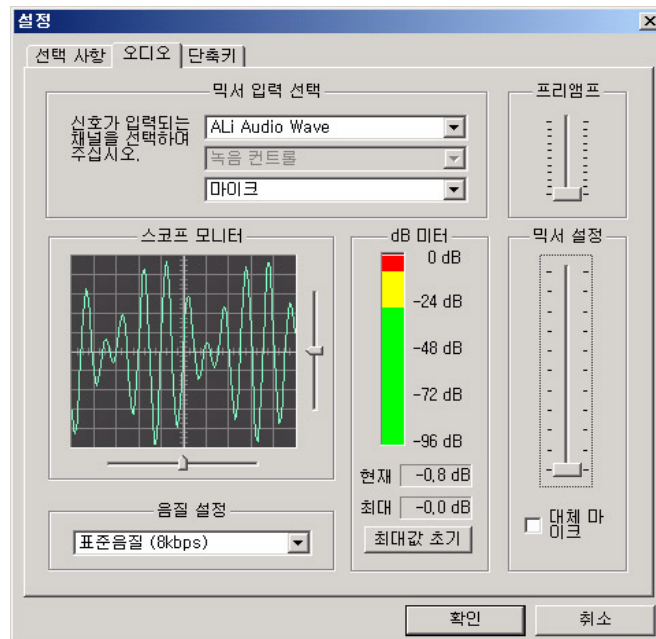 설정
선택 사항
오디오
단축키
믹서 입력 선택
신호가 입력되는
채널을 선택하며
주십시오.
ALi Audio Wave
녹음 컨트롤
마이크
프리앰프
스코프 모니터
dB 미터
0 dB
-24 dB
-48 dB
-72 dB
-96 dB
현재 -0,8 dB
최대 -0,0 dB
최대값 초기
믹서 설정
대체 마
이크
음질 설정
표준음질 (8kbps)
확인
취소